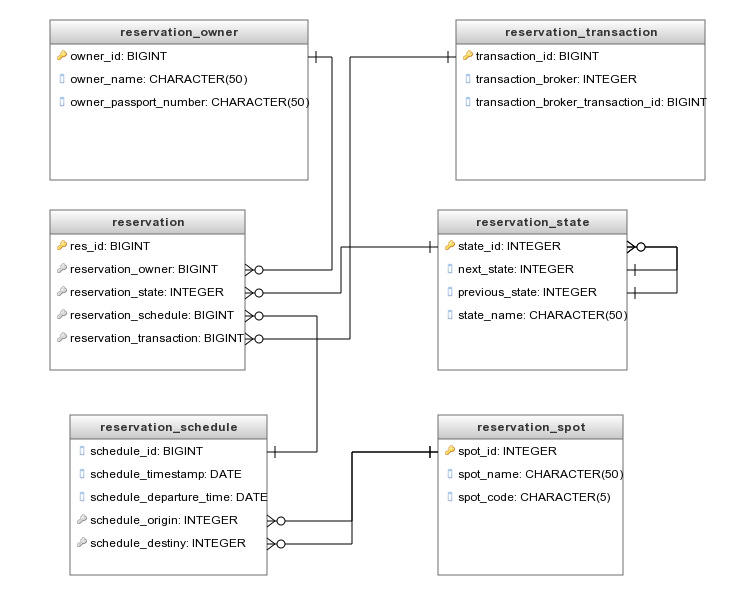 reservation_owner
owner_id: BIGINT
owner_name: CHARACTER(50)
owner_passport_number: CHARACTER(50)
reservation_transaction
transaction_id: BIGINT
transaction_broker: INTEGER
transaction_broker_transaction_id: BIGINT
reservation
res_id: BIGINT
reservation_owner: BIGINT
reservation_state: INTEGER
reservation_schedule: BIGINT
reservation_transaction: BIGINT
reservation_state
state_id: INTEGER
next_state: INTEGER
previous_state: INTEGER
state_name: CHARACTER(50)
reservation_schedule
schedule_id: BIGINT
schedule_timestamp: DATE
schedule_departure_time: DATE
schedule_origin: INTEGER
schedule_destiny: INTEGER
reservation_spot
spot_id: INTEGER
spot_name: CHARACTER(50)
spot_code: CHARACTER(5)